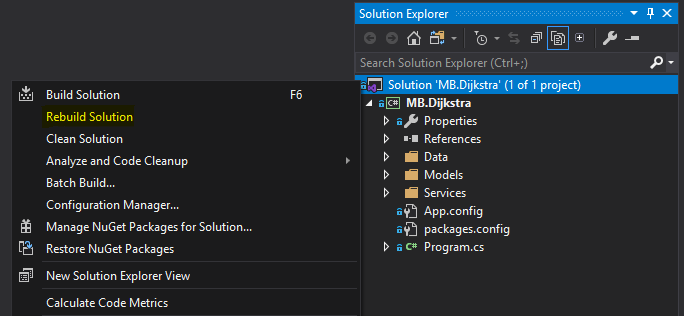 Solution Explorer
Search Solution Explorer (Ctrl+;)
Solution 'MB.Dijkstra' (1 of 1 project)
C# MB.Dijkstra
Properties
References
Data
Models
Services
App.config
packages.config
C# Program.cs
Build Solution F6
Rebuild Solution
Clean Solution
Analyze and Code Cleanup
Batch Build...
Configuration Manager...
Manage NuGet Packages for Solution...
Restore NuGet Packages
New Solution Explorer View
Calculate Code Metrics